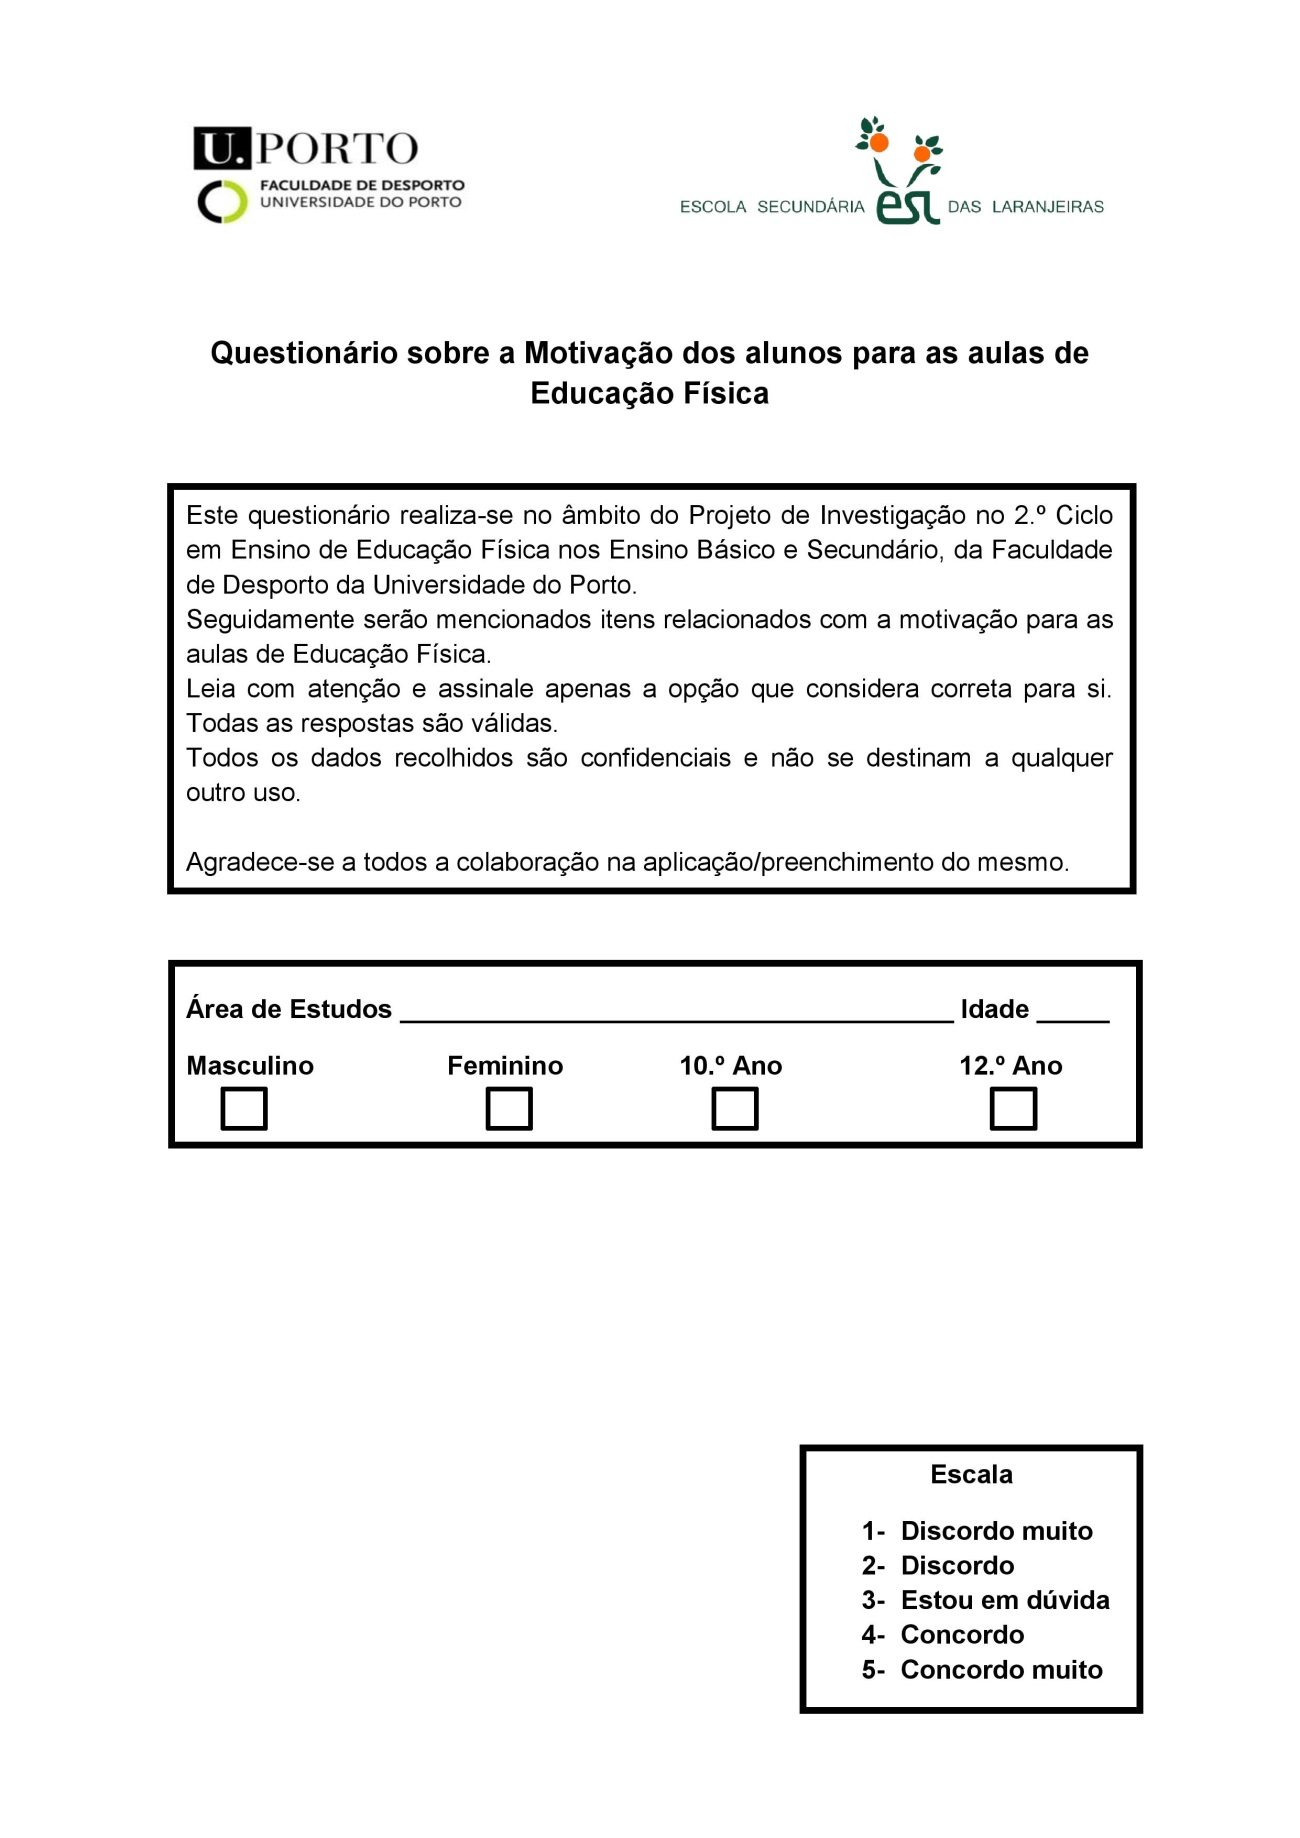 U.PORTO
FACULDADE DE DESPORTO
UNIVERSIDADE DO PORTO
ESCOLA SECUNDÁRIA esl DAS LARANJEIRAS
Questionário sobre a Motivação dos alunos para as aulas de
Educação Física
Este questionário realiza-se no âmbito do Projeto de Investigação no 2.º Ciclo
em Ensino de Educação Física nos Ensino Básico e Secundário, da Faculdade
de Desporto da Universidade do Porto.
Seguidamente serão mencionados itens relacionados com a motivação para as
aulas de Educação Física.
Leia com atenção e assinale apenas a opção que considera correta para si.
Todas as respostas são válidas.
Todos os dados recolhidos são confidenciais e não se destinam a qualquer
outro uso.
Agradece-se a todos a colaboração na aplicação/preenchimento do mesmo.
Área de Estudos ______________________________________ Idade _____
Masculino Feminino 10.º Ano 12.º Ano
Escala
1- Discordo muito
2- Discordo
3- Estou em dúvida
4- Concordo
5- Concordo muito